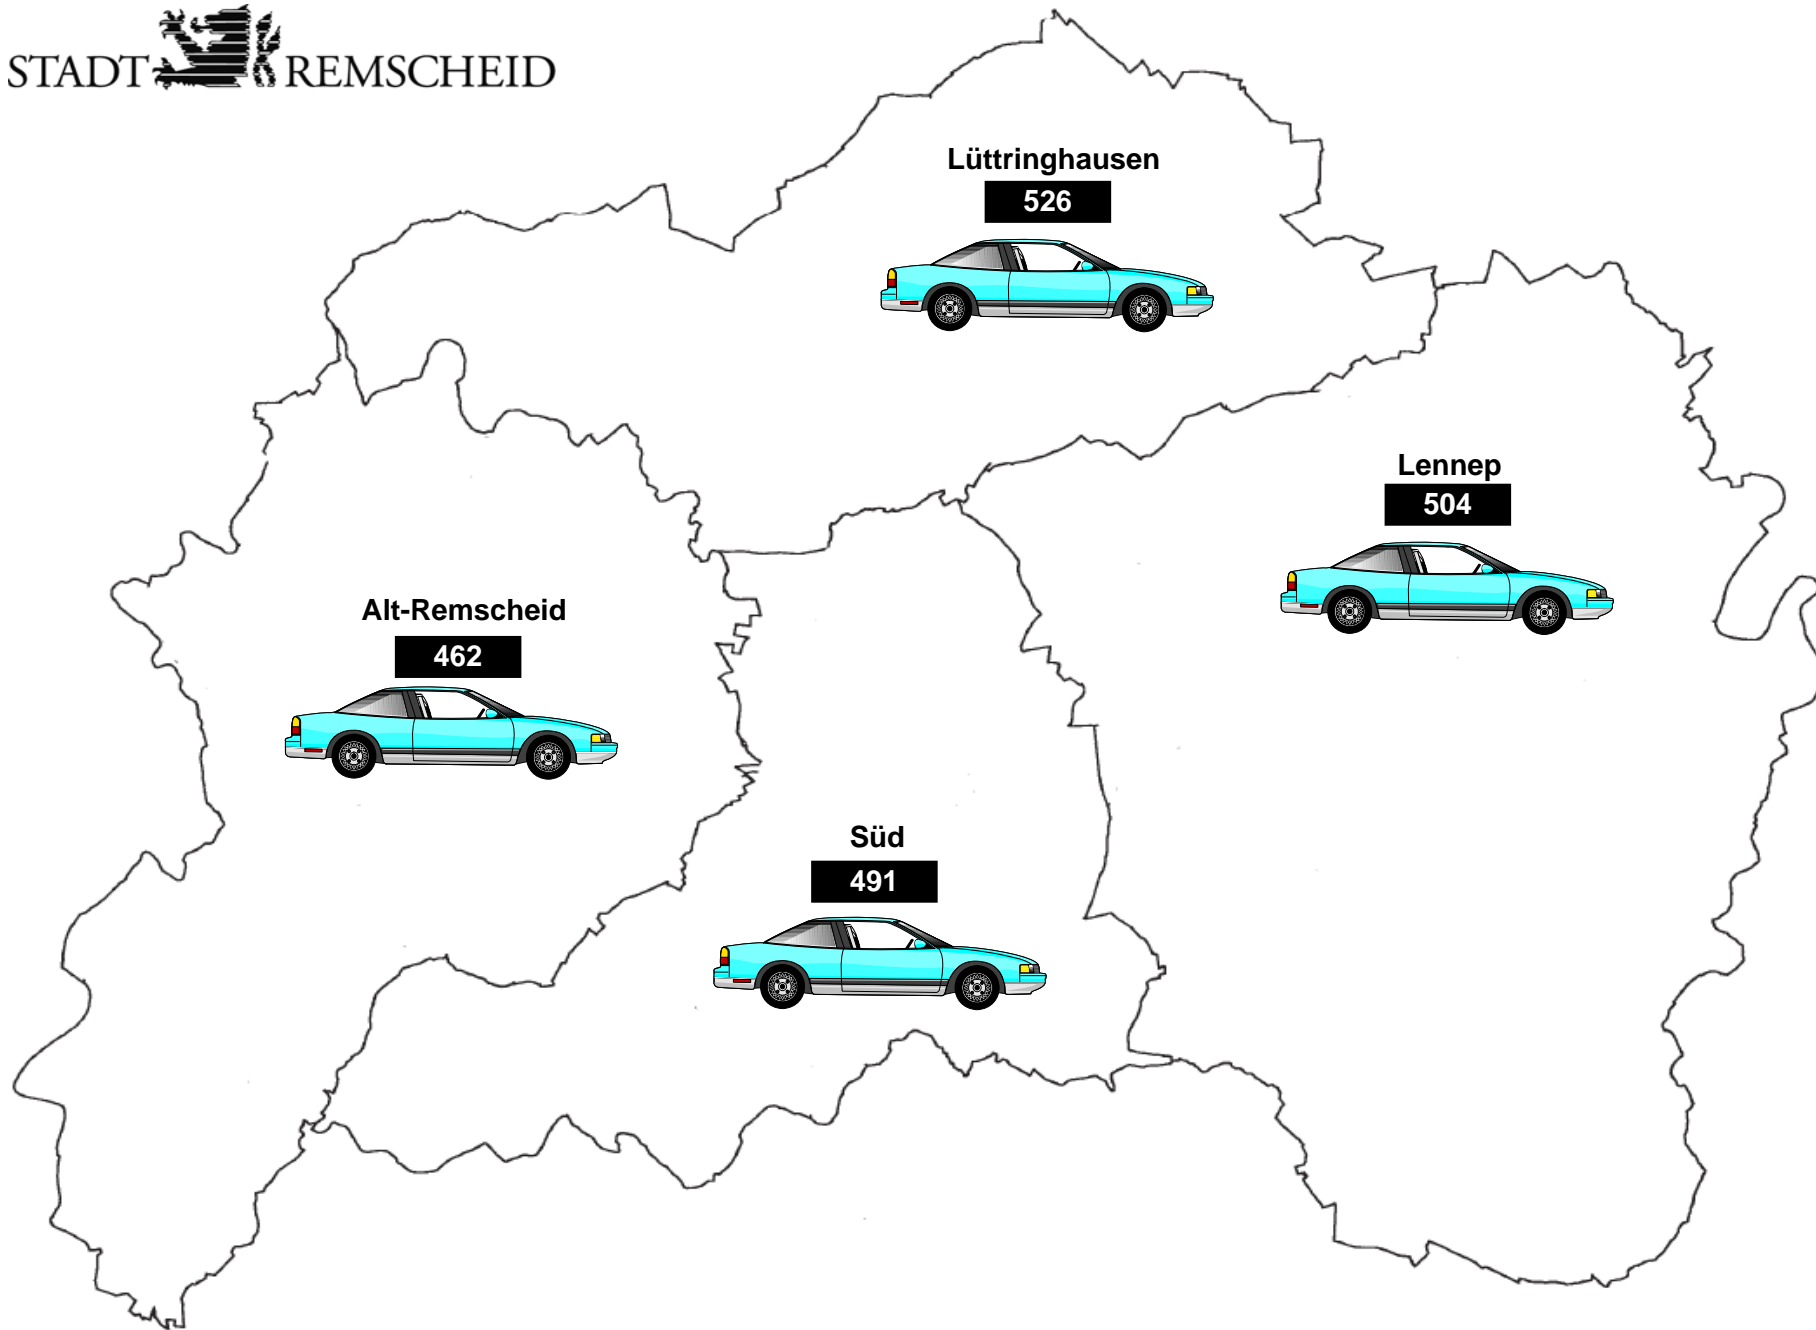 STADT REMSCHEID
Lüttringhausen
526
Lennep
504
Alt-Remscheid
462
Süd
491